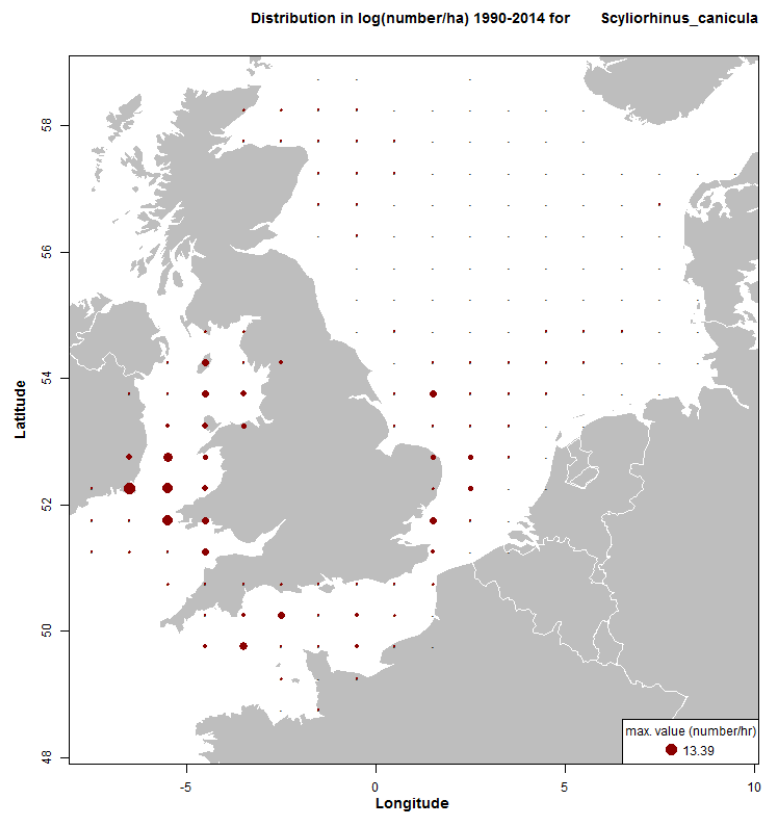 Distribution in log(number/ha) 1990-2014 for Scyliorhinus_canicula
58
56
54
52
50
48
Latitude
-5
0
5
10
Longitude
max. value (number/hr)
13.39